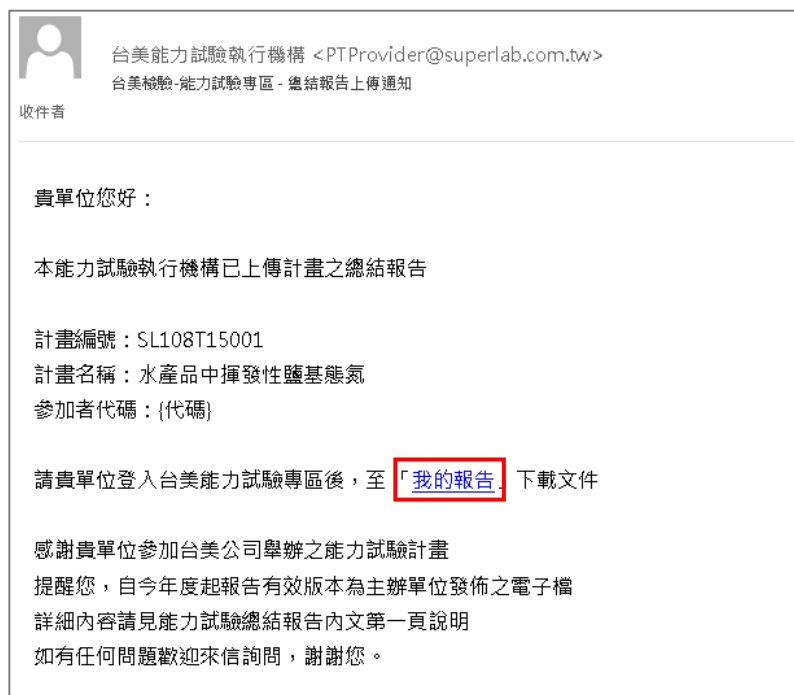 台美能力試驗執行機構 <PTProvider@superlab.com.tw>
台美檢驗-能力試驗專區 - 總結報告上傳通知
收件者
貴單位您好：
本能力試驗執行機構已上傳計畫之總結報告
計畫編號：SL108T15001
計畫名稱：水產品中揮發性鹽基態氮
參加者代碼：{代碼}
請貴單位登入台美能力試驗專區後，至「我的報告」下載文件
感謝貴單位參加台美公司舉辦之能力試驗計畫
提醒您，自今年度起報告有效版本為主辦單位發佈之電子檔
詳細內容請見能力試驗總結報告內文第一頁說明
如有任何問題歡迎來信詢問，謝謝您。